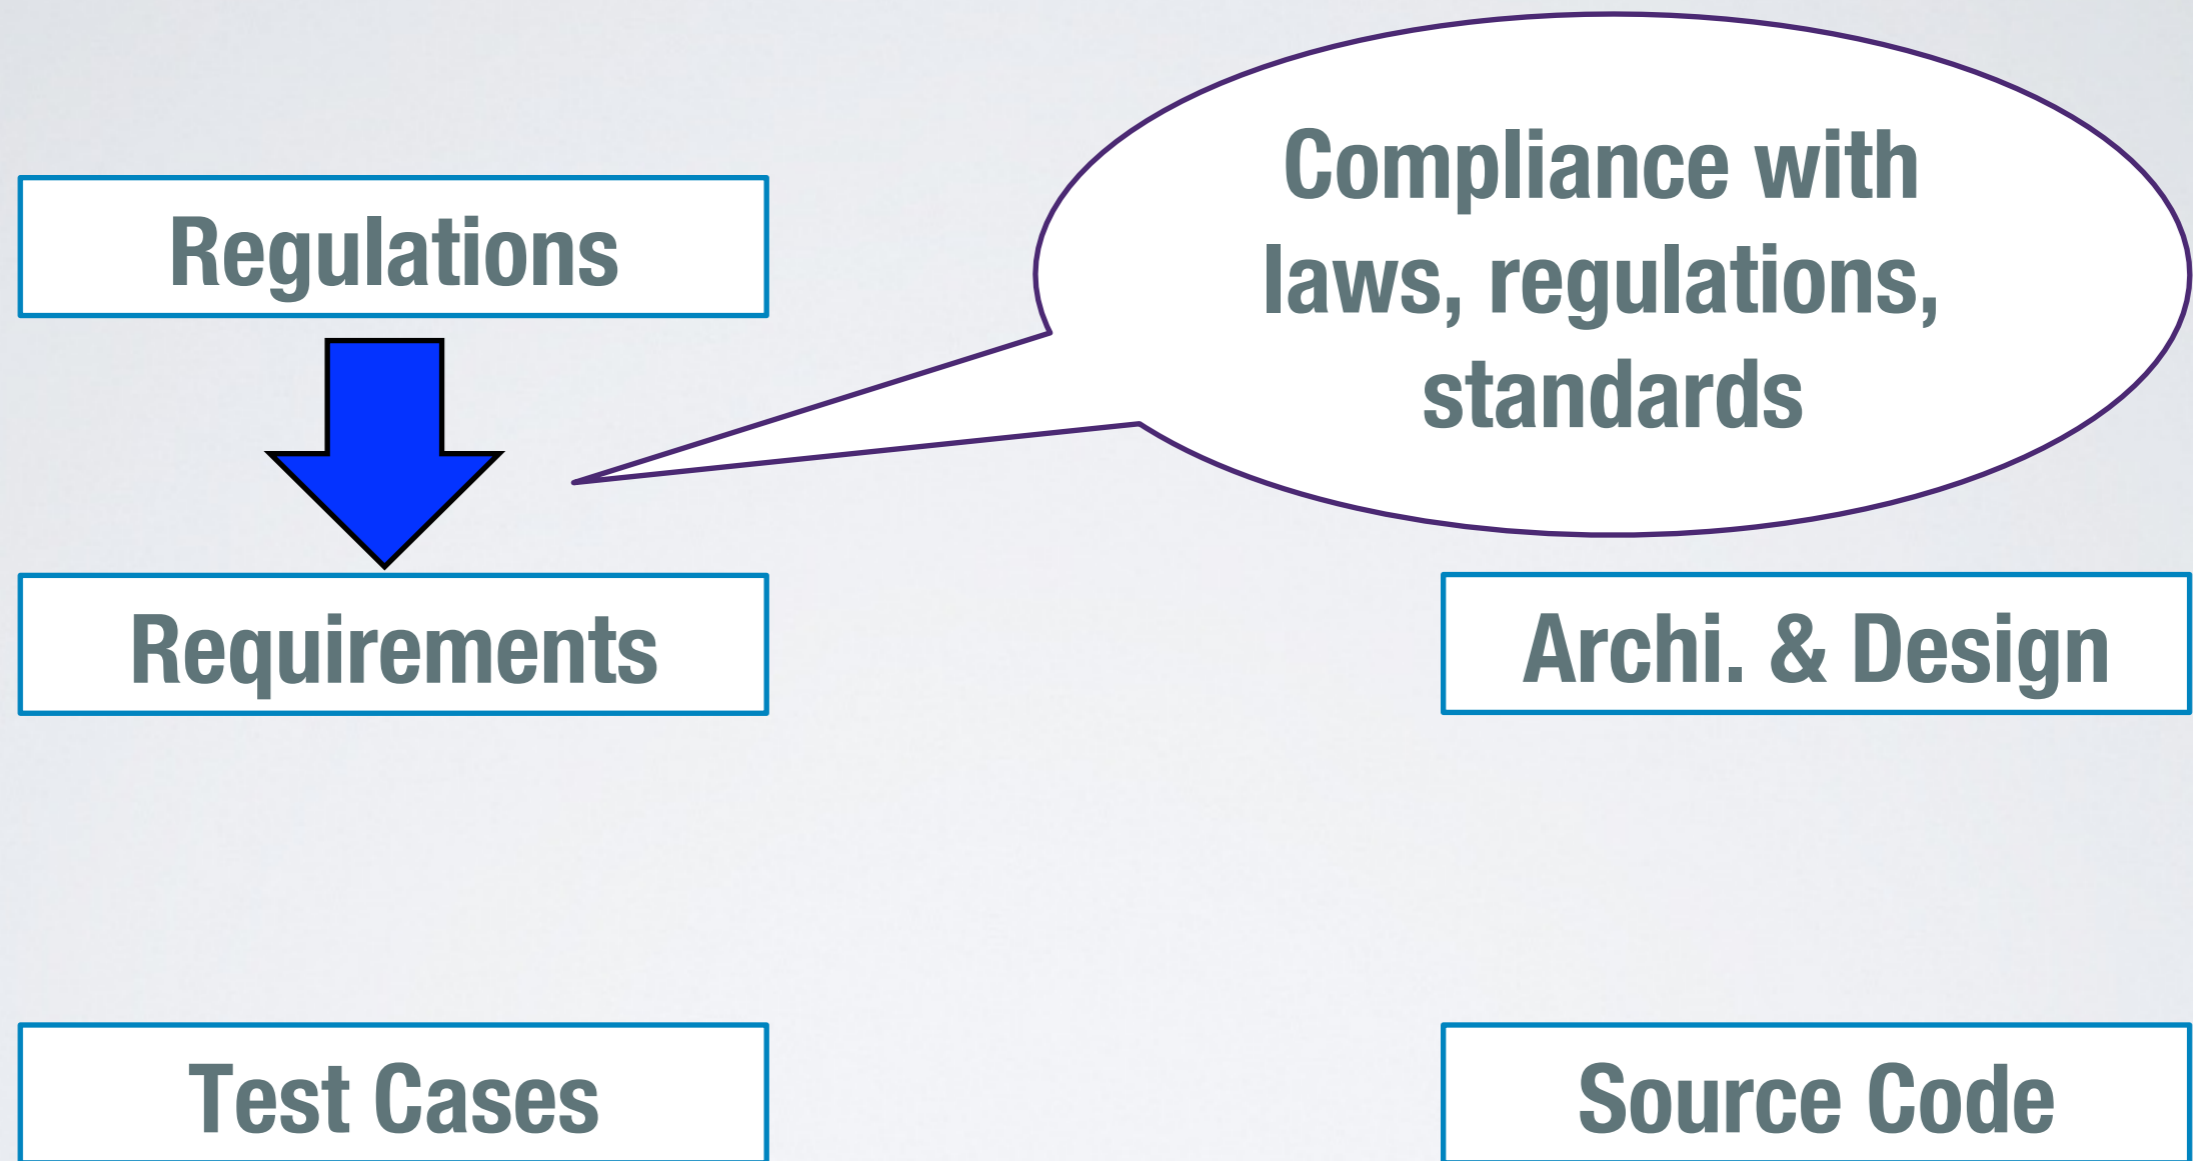 Regulations
Compliance with
laws, regulations,
standards
Requirements
Archi. & Design
Test Cases
Source Code